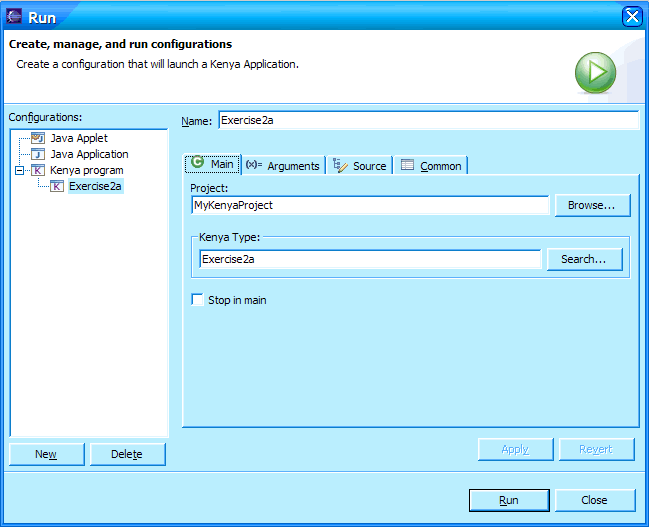 Run
Create, manage, and run configurations
Create a configuration that will launch a Kenya Application.
Configurations:
Java Applet
Java Application
Kenya program
Exercise2a
New
Delete
Name: Exercise2a
Main (x)= Arguments Source Common
Project:
MyKenyaProject Browse...
Kenya Type:
Exercise2a Search...
Stop in main
Apply Revert
Run Close